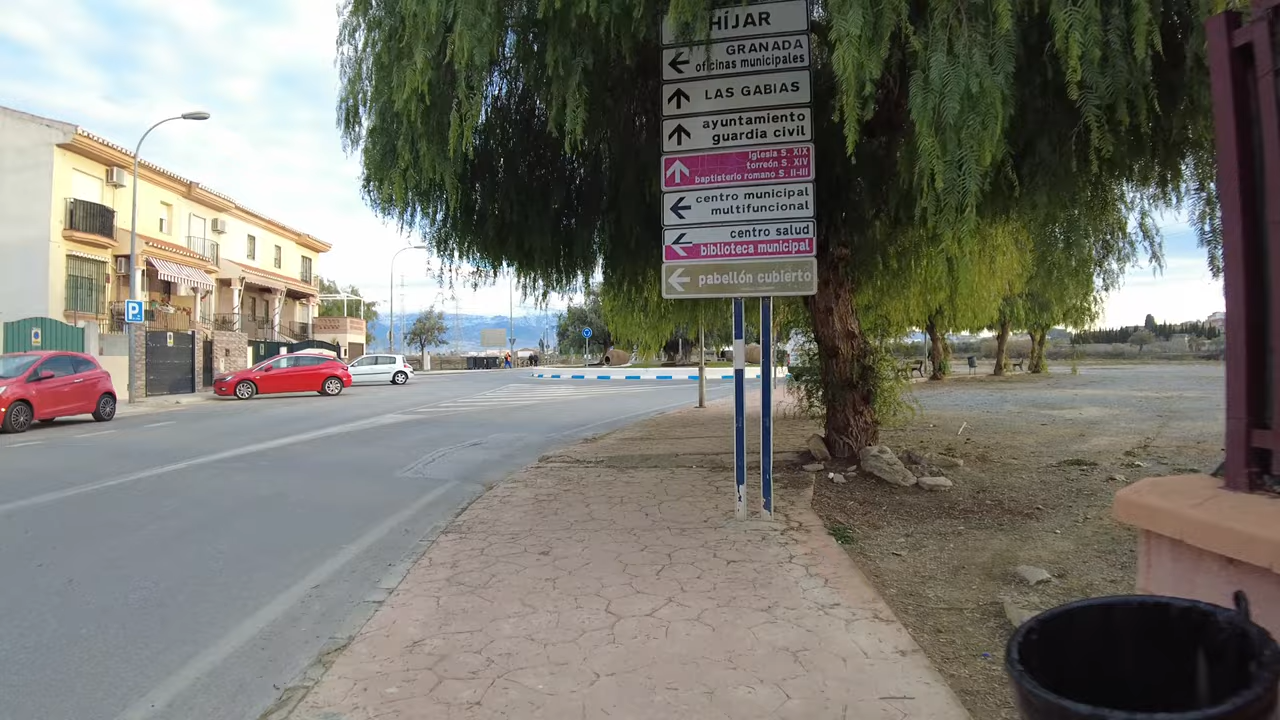 HÍJAR
GRANADA
oficinas municipales
LAS GABIAS
ayuntamiento
guardia civil
Iglesia S. XIX
torreón S. XIV
baptisterio romano S. II-III
centro municipal
multifuncional
centro salud
biblioteca municipal
pabellón cubierto
P